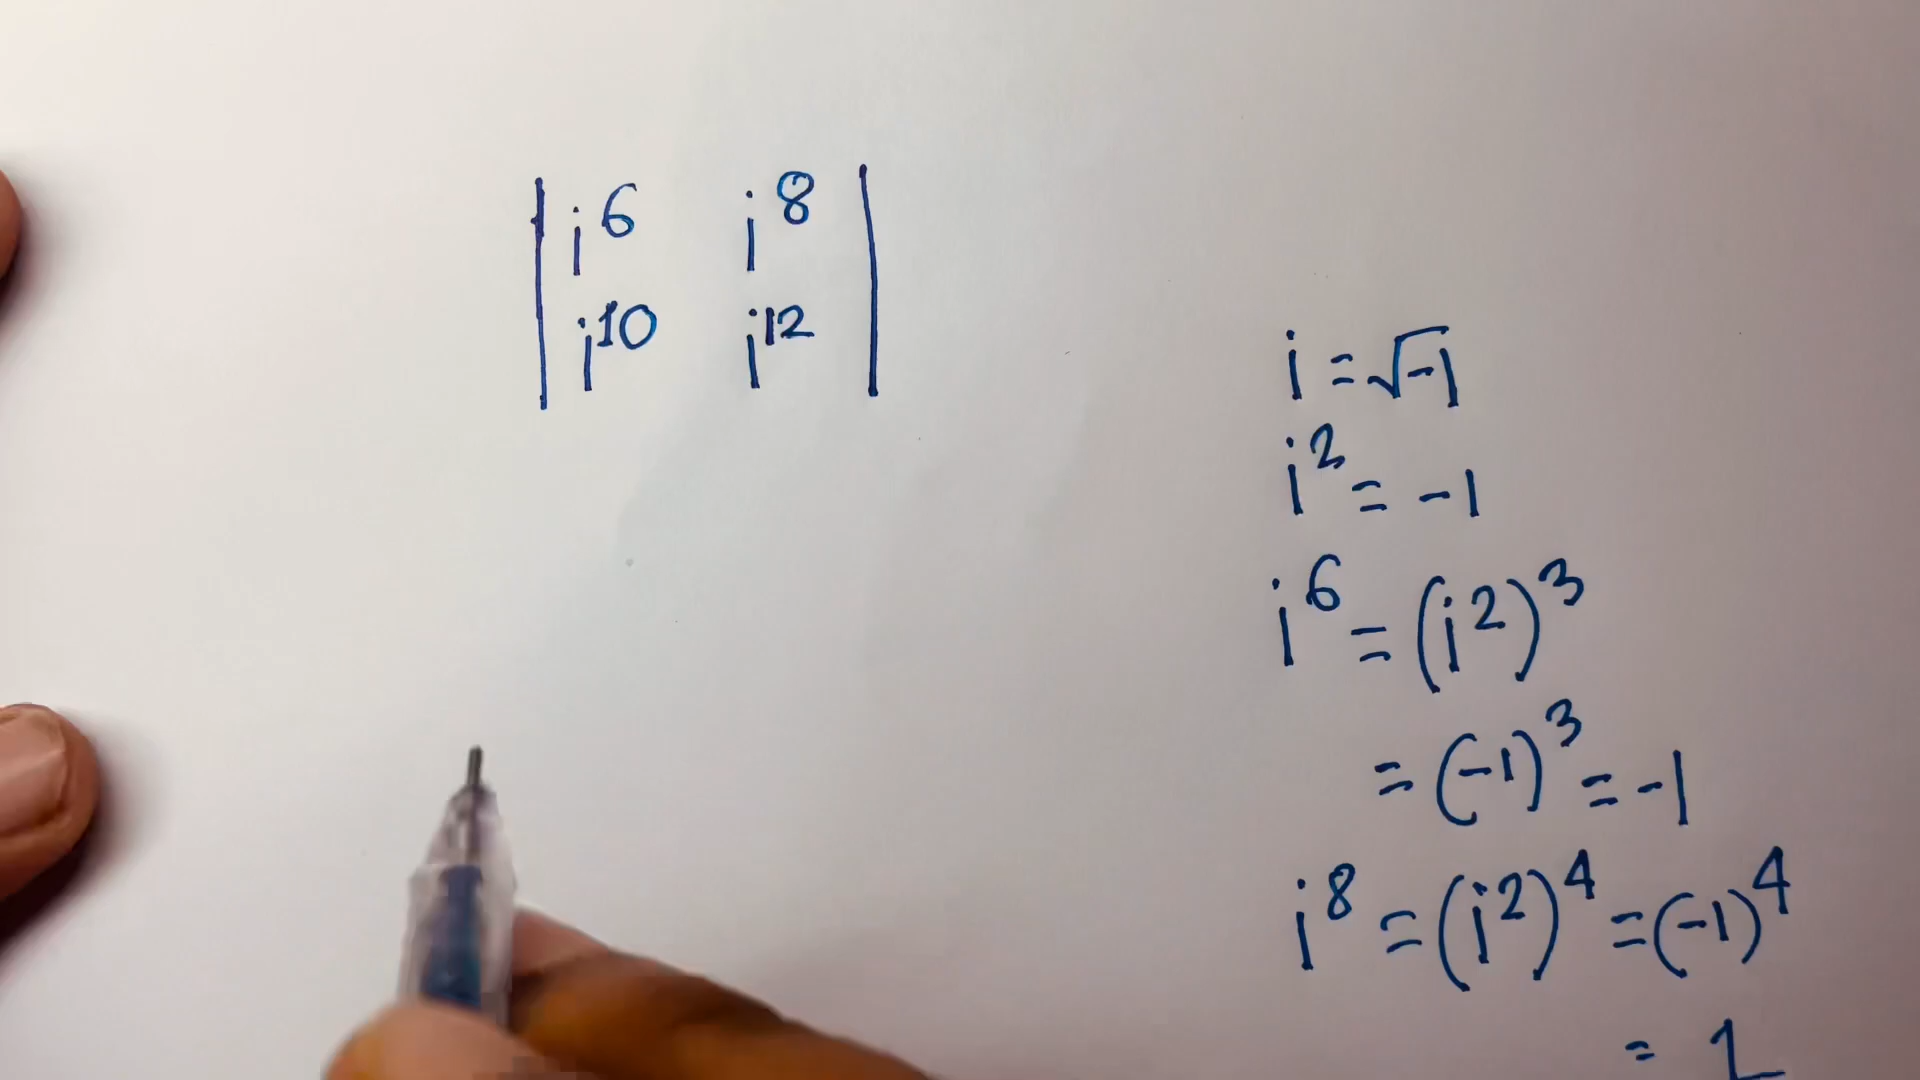 | i^6 i^8 |
| i^10 i^12 |
i = √-1
i^2 = -1
i^6 = (i^2)^3
= (-1)^3 = -1
i^8 = (i^2)^4 = (-1)^4
= 1